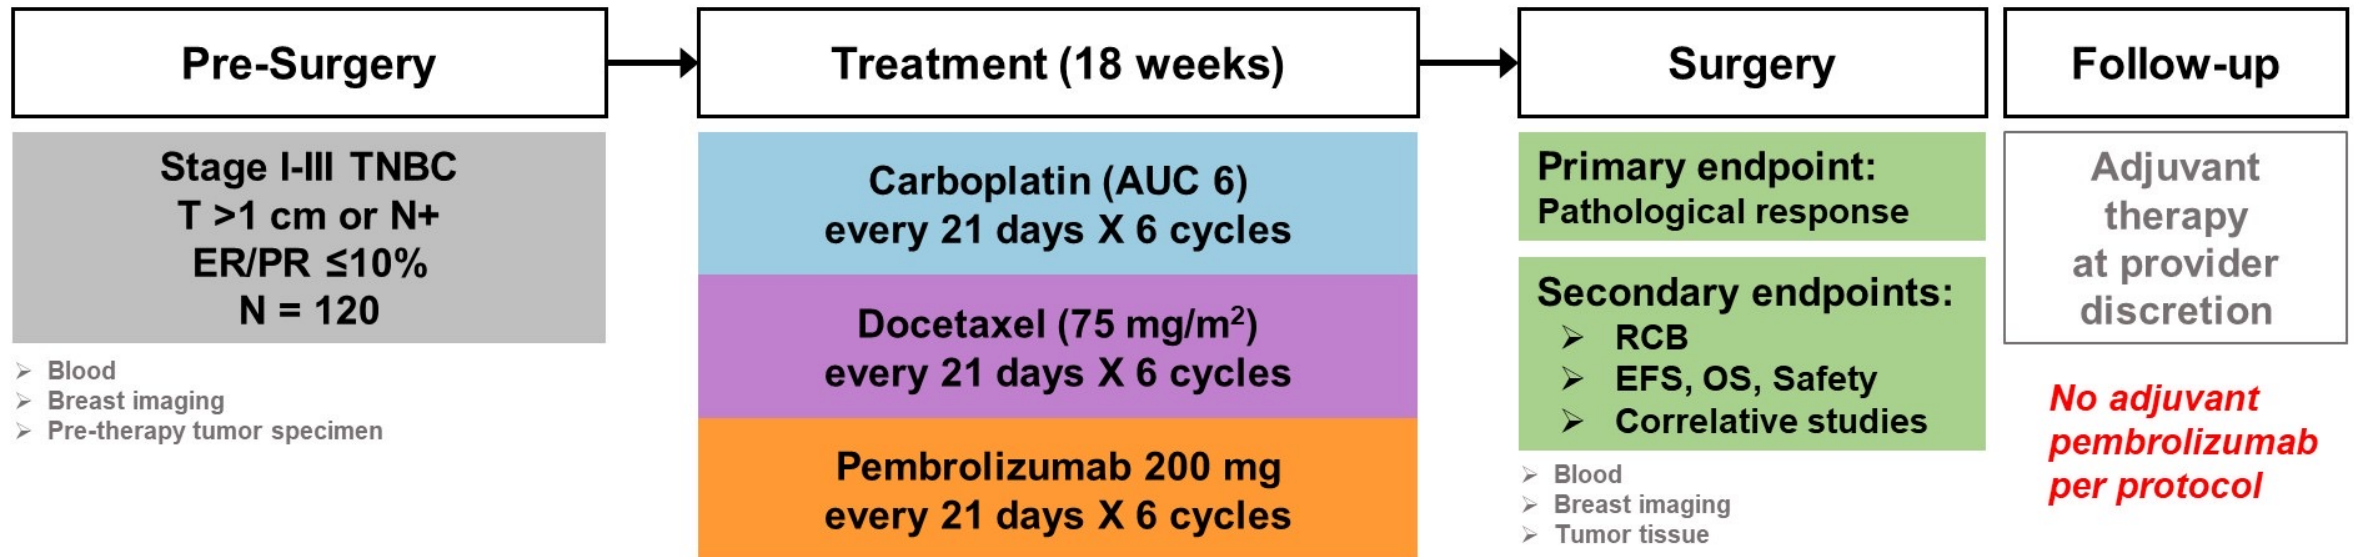 Pre-Surgery
Stage I-III TNBC
T >1 cm or N+
ER/PR ≤10%
N = 120
➢ Blood
➢ Breast imaging
➢ Pre-therapy tumor specimen
Treatment (18 weeks)
Carboplatin (AUC 6)
every 21 days X 6 cycles
Docetaxel (75 mg/m²)
every 21 days X 6 cycles
Pembrolizumab 200 mg
every 21 days X 6 cycles
Surgery
Primary endpoint:
Pathological response
Secondary endpoints:
➢ RCB
➢ EFS, OS, Safety
➢ Correlative studies
➢ Blood
➢ Breast imaging
➢ Tumor tissue
Follow-up
Adjuvant
therapy
at provider
discretion
No adjuvant
pembrolizumab
per protocol